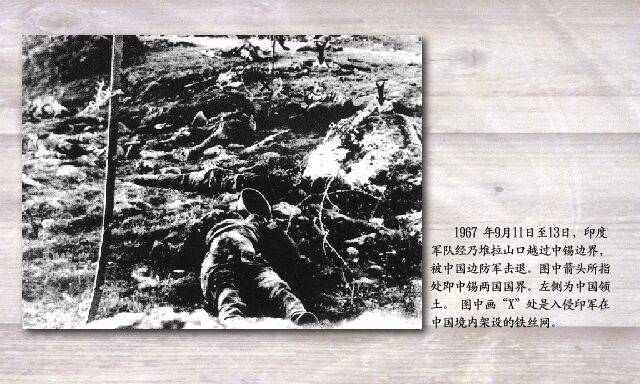 1967 年9月11日至13日，印度
军队经乃堆拉山口越过中锡边界，
被中国边防军击退。图中箭头所指
处即中锡两国国界。左侧为中国领
土． 图中画“X”处是入侵印军在
中国境内架设的铁丝网。